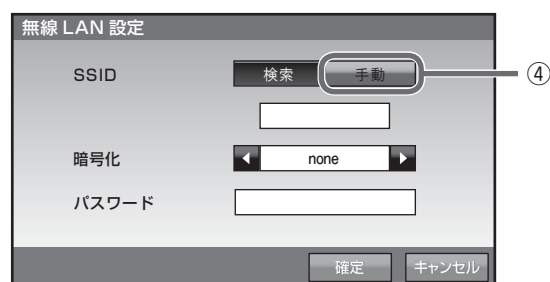 無線 LAN 設定
SSID 検索 手動 ④
暗号化 none
パスワード
確定 キャンセル